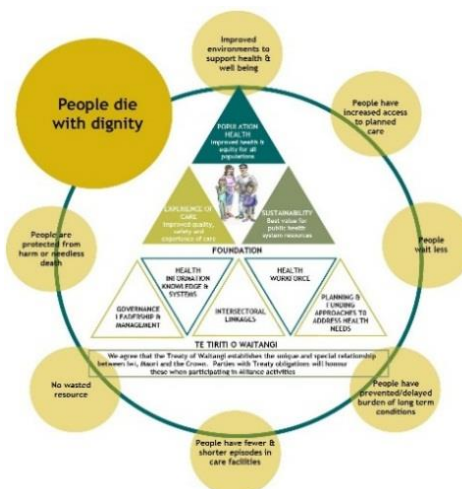 Improved
environments to
support health &
well being
People die
with dignity
People have
increased access
to planned
care
POPULATION
HEALTH
Improved health &
equity for all
populations
EXPERIENCE OF
CARE
Improved quality,
safety and
experience of care
SUSTAINABILITY
Best value for
public health
system resources
People are
protected from
harm or needless
death
People
wait less
FOUNDATION
HEALTH
INFORMATION
KNOWLEDGE &
SYSTEMS
HEALTH
WORKFORCE
GOVERNANCE
LEADERSHIP &
MANAGEMENT
INTERSECTORAL
LINKAGES
PLANNING &
FUNDING
APPROACHES TO
ADDRESS HEALTH
NEEDS
TE TIRITI O WAITANGI
We agree that the Treaty of Waitangi establishes the unique and special relationship
between Iwi, Maori and the Crown. Parties with Treaty obligations will honour
these when participating in Alliance activities
No wasted
resource
People have
prevented/delayed
burden of long term
conditions
People have fewer &
shorter episodes in
care facilities